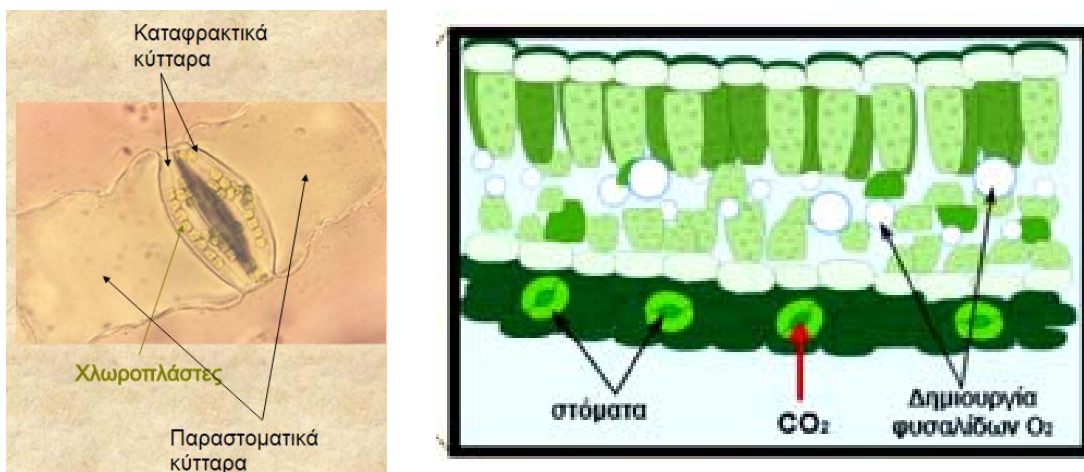 Καταφρακτικά
κύτταρα
Χλωροπλάστες
Παραστοματικά
κύτταρα
στόματα
CO₂
Δημιουργία
φυσαλίδων O₂